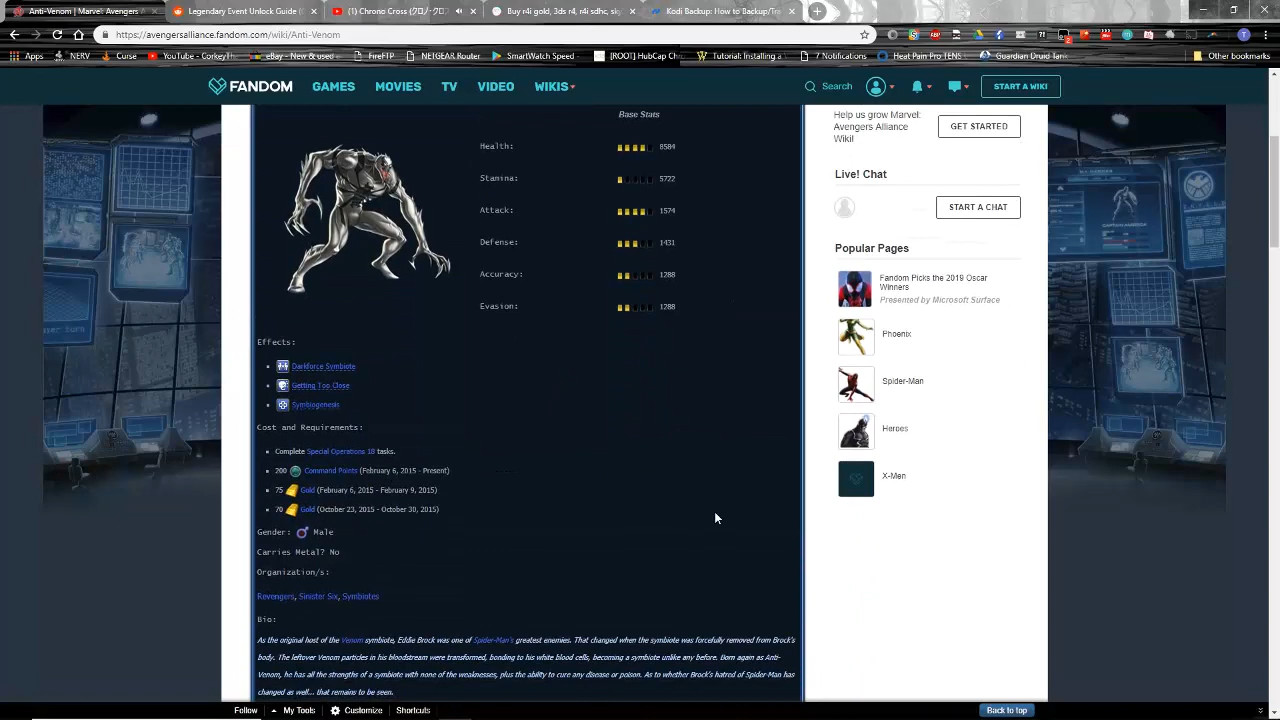 Anti-Venom | Marvel: Avengers A
Legendary Event Unlock Guide (
(1) Chrono Cross (クロノ
Buy ravpower filehub, Jades r4
Kodi Backup: How to Backup/Tra
https://avengersalliance.fandom.com/wiki/Anti-Venom
Apps
NERV
Curse
YouTube - CorkeyTh
eBay - New & used
FireFTP
NETGEAR Router
SmartWatch Speed -
[ROOT] HubCap Chr
Tutorial: Installing a
7 Notifications
Heat Pain Pro TENS
Guardian Druid Tank
Other bookmarks
FANDOM
GAMES
MOVIES
TV
VIDEO
WIKIS
Search
START A WIKI
Base Stats
Health: 8584
Stamina: 5722
Attack: 1574
Defense: 1431
Accuracy: 1288
Evasion: 1288
Effects:
Darkforce Symbiote
Getting Too Close
Symbiogenesis
Cost and Requirements:
Complete Special Operations 18 tasks.
200 Command Points (February 6, 2015 - Present)
75 Gold (February 6, 2015 - February 9, 2015)
70 Gold (October 23, 2015 - October 30, 2015)
Gender: Male
Carries Metal? No
Organization/s:
Revengers, Sinister Six, Symbiotes
Bio:
As the original host of the Venom symbiote, Eddie Brock was one of Spider-Man's greatest enemies. That changed when the symbiote was forcefully removed from Brock's
body. The leftover Venom particles in his bloodstream were transformed, bonding to his white blood cells, becoming a symbiote unlike any before. Born again as Anti-
Venom, he has all the strengths of a symbiote with none of the weaknesses, plus the ability to cure any disease or poison. As to whether Brock's hatred of Spider-Man has
changed as well... that remains to be seen.
Help us grow Marvel:
Avengers Alliance
Wiki!
GET STARTED
Live! Chat
START A CHAT
Popular Pages
Fandom Picks the 2019 Oscar
Winners
Presented by Microsoft Surface
Phoenix
Spider-Man
Heroes
X-Men
Follow
My Tools
Customize
Shortcuts
Back to top